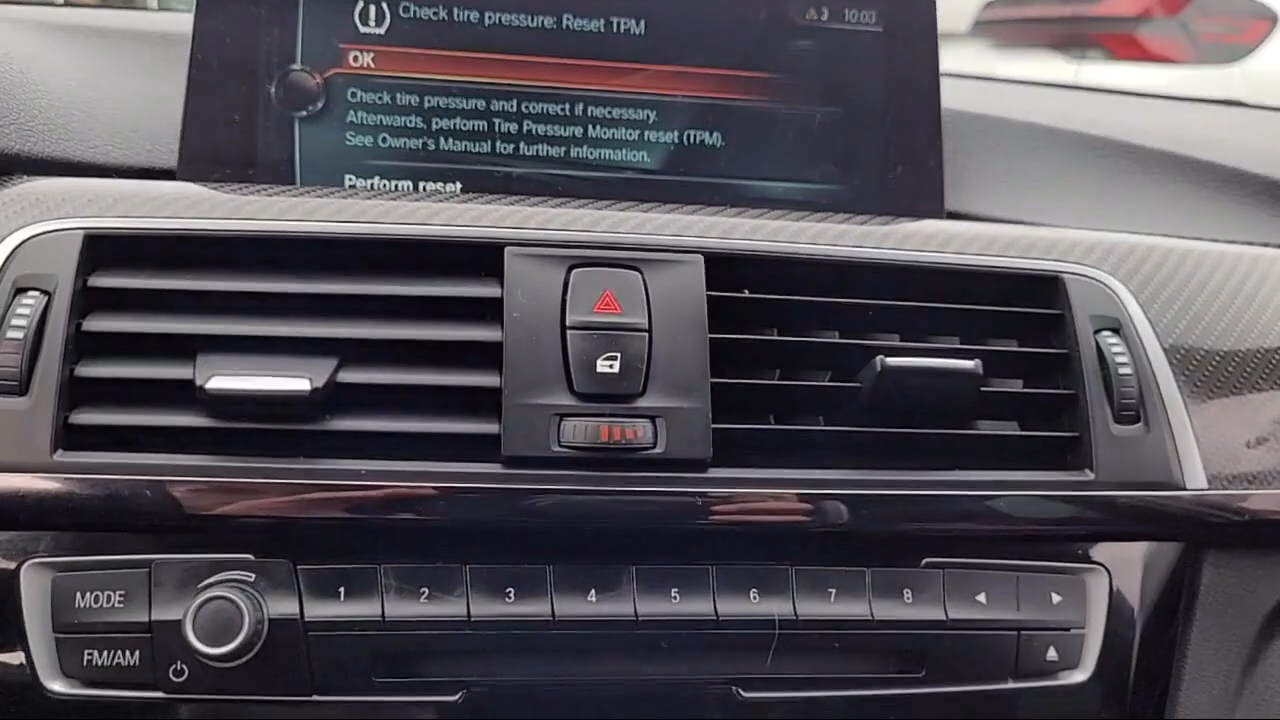 Check tire pressure: Reset TPM
3 10:03
OK
Check tire pressure and correct if necessary.
Afterwards, perform Tire Pressure Monitor reset (TPM).
See Owner's Manual for further information.
Perform reset
MODE
1 2 3 4 5 6 7 8
FM/AM